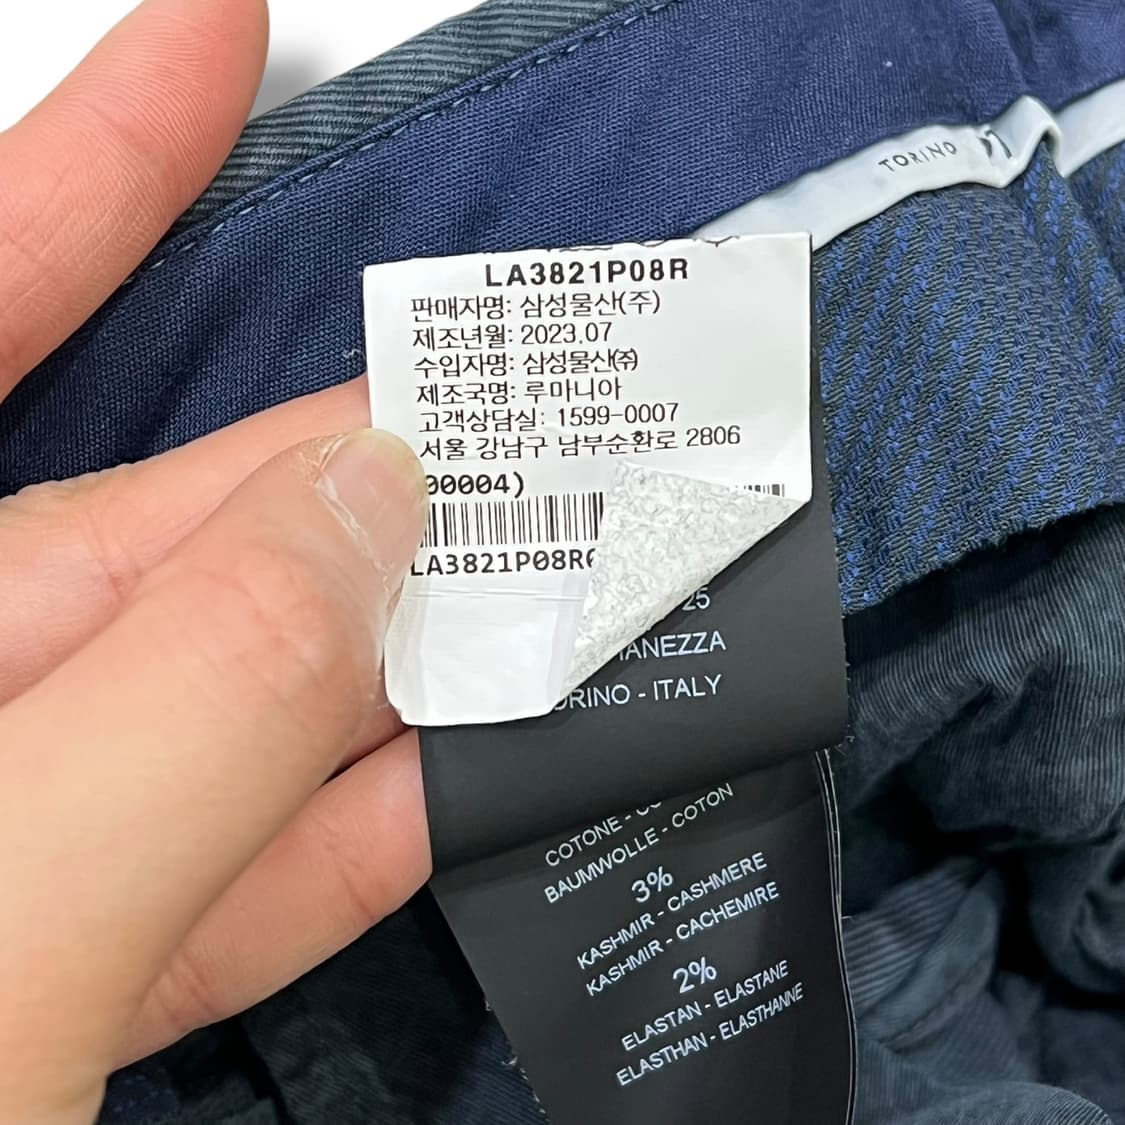 TORINO
LA3821P08R
판매자명: 삼성물산(주)
제조년월: 2023.07
수입자명: 삼성물산㈜
제조국명: 루마니아
고객상담실: 1599-0007
서울 강남구 남부순환로 2806
00004)
LA3821P08R
25
ITALY
COTONE -
BAUMWOLLE - COTON
3%
KASHMIR - CASHMERE
KASHMIR - CACHEMIRE
2%
ELASTAN - ELASTANE
ELASTHAN - ELASTHANNE